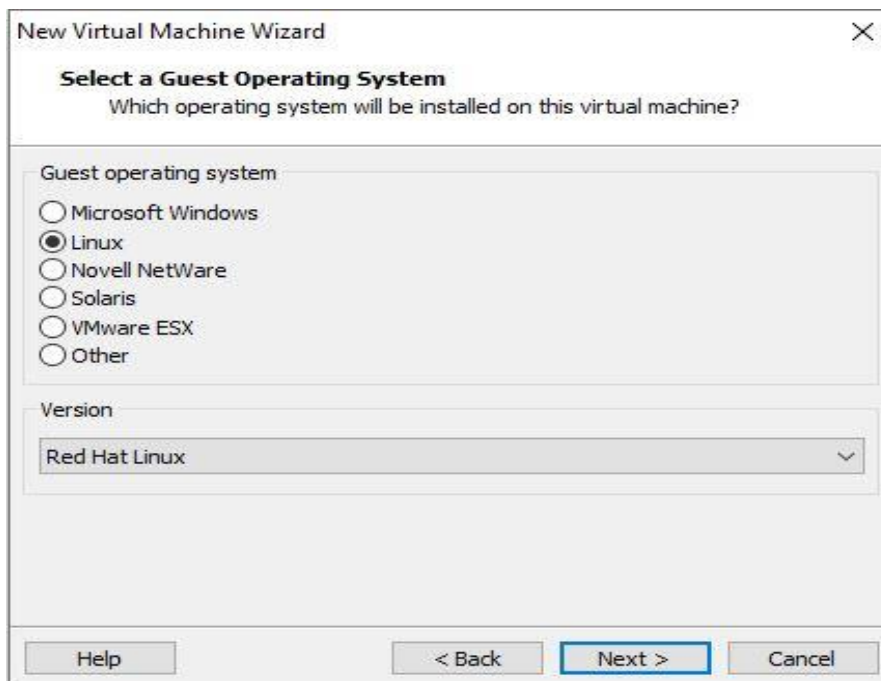 New Virtual Machine Wizard
Select a Guest Operating System
Which operating system will be installed on this virtual machine?
Guest operating system
Microsoft Windows
Linux
Novell NetWare
Solaris
VMware ESX
Other
Version
Red Hat Linux
Help
< Back
Next >
Cancel